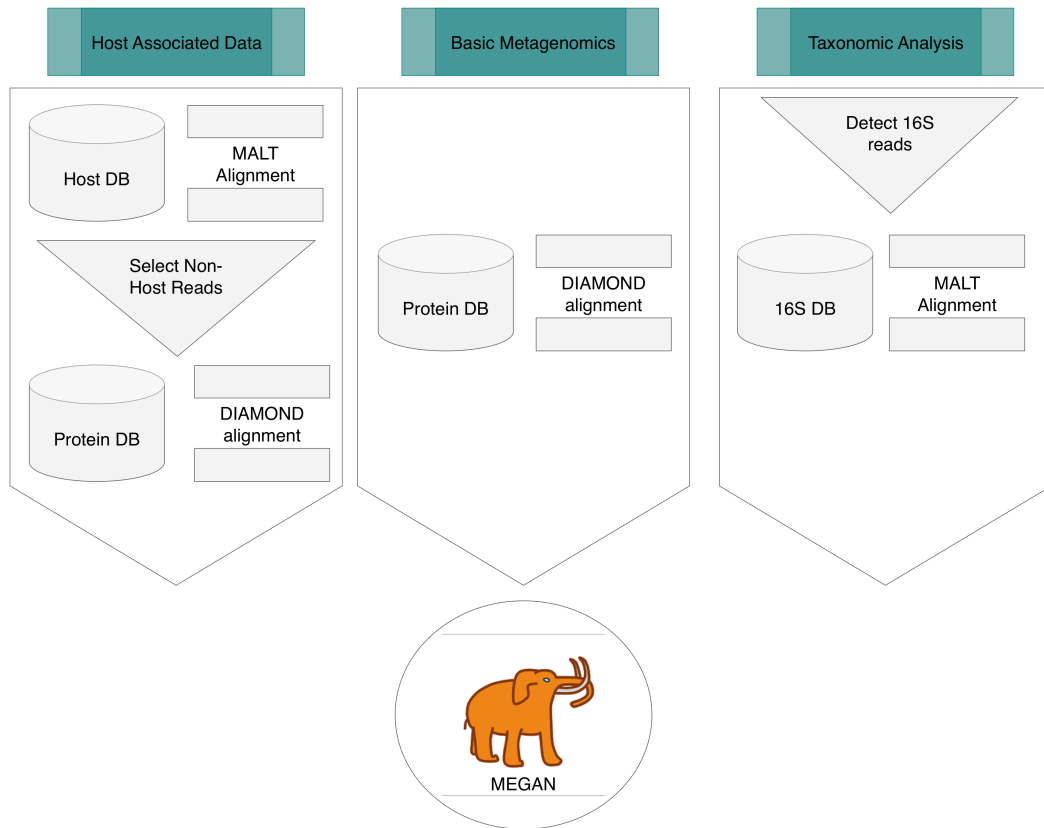 Host Associated Data
Basic Metagenomics
Taxonomic Analysis
Host DB
MALT
Alignment
Select Non-
Host Reads
Protein DB
DIAMOND
alignment
Protein DB
DIAMOND
alignment
Detect 16S
reads
16S DB
MALT
Alignment
MEGAN